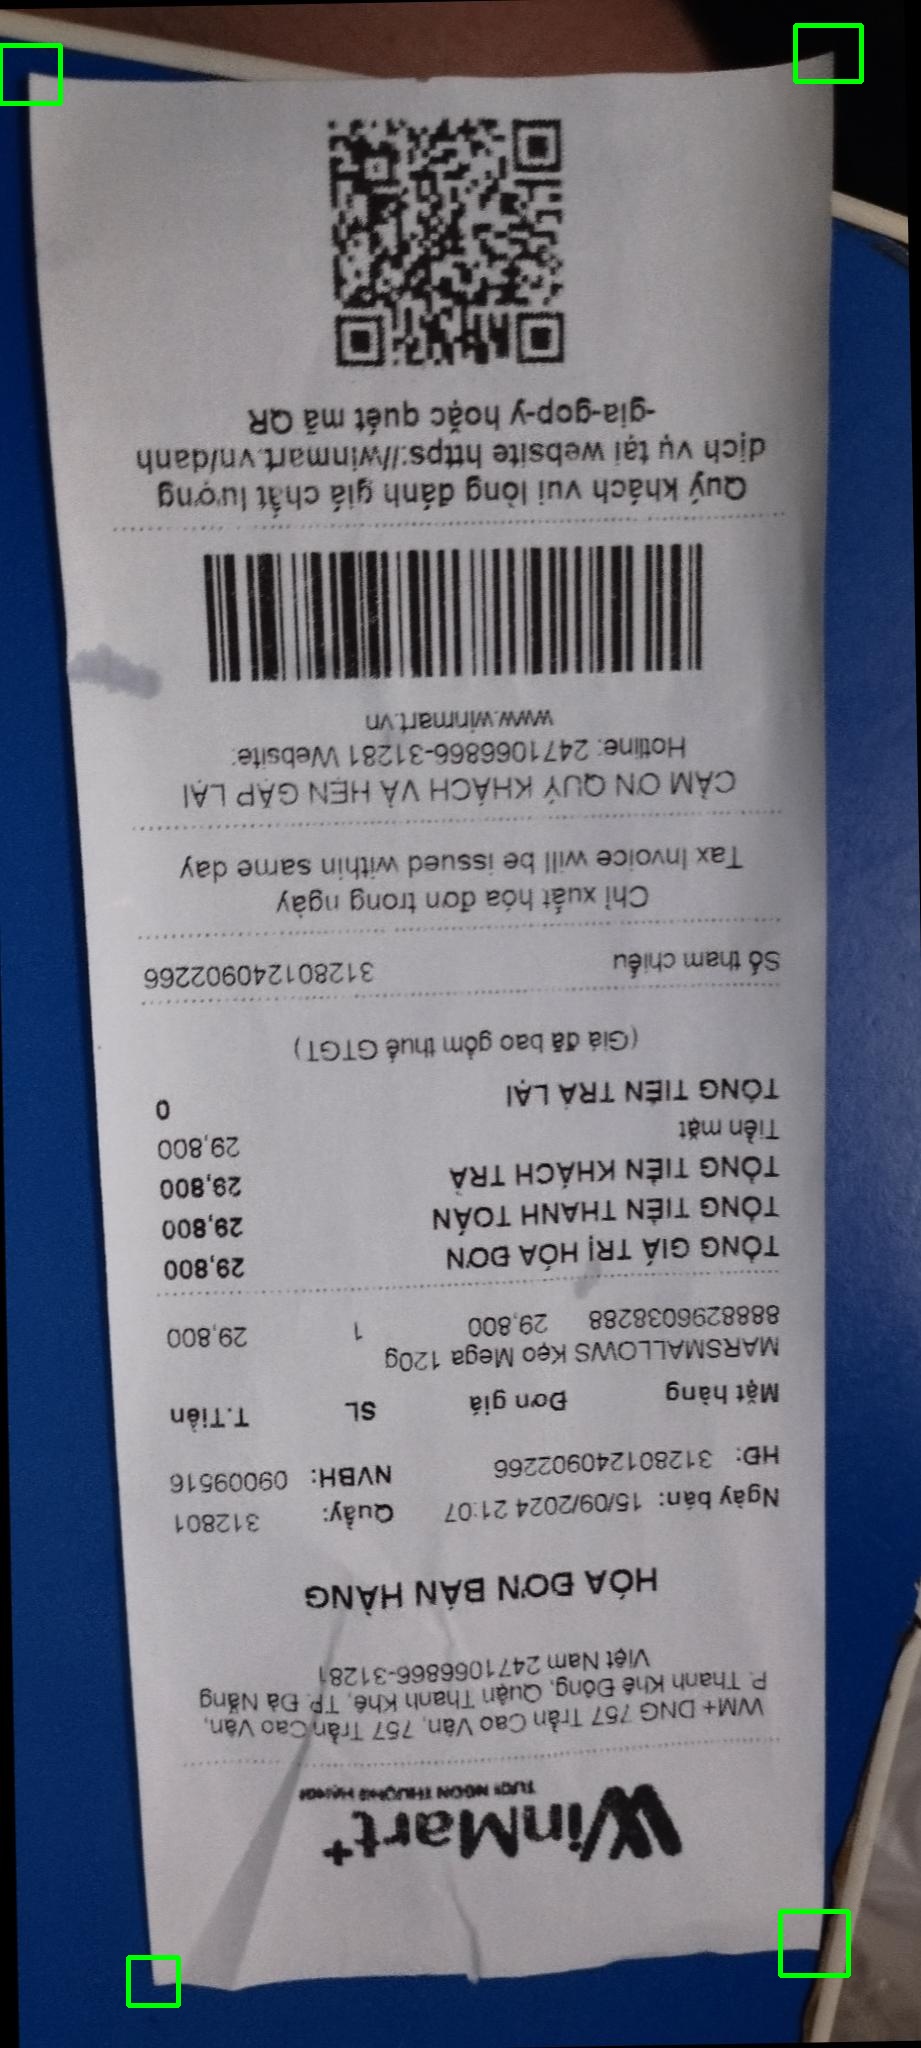 WinMart+
TƯƠI NGON THƯỢNG HẠNG
WM+ DNG 757 Trần Cao Vân, 757 Trần Cao Vân,
P. Thanh Khê Đông, Quận Thanh Khê, TP. Đà Nẵng
Việt Nam 2471066866-31281
HÓA ĐƠN BÁN HÀNG
Ngày bán: 15/09/2024 21:07 Quầy: 312801
HĐ: 312801240902266 NVBH: 09009516
Mặt hàng Đơn giá SL T.Tiền
MARSMALLOWS Kẹo Mega 120g
8888296038288 29,800 1 29,800
TỔNG GIÁ TRỊ HÓA ĐƠN 29,800
TỔNG TIỀN THANH TOÁN 29,800
TỔNG TIỀN KHÁCH TRẢ 29,800
Tiền mặt 29,800
TỔNG TIỀN TRẢ LẠI 0
(Giá đã bao gồm thuế GTGT)
Số tham chiếu 312801240902266
Chỉ xuất hóa đơn trong ngày
Tax Invoice will be issued within same day
CẢM ƠN QUÝ KHÁCH VÀ HẸN GẶP LẠI
Hotline: 2471066866-31281 Website:
www.winmart.vn
Quý khách vui lòng đánh giá chất lượng
dịch vụ tại website https://winmart.vn/danh
-gia-gop-y hoặc quét mã QR